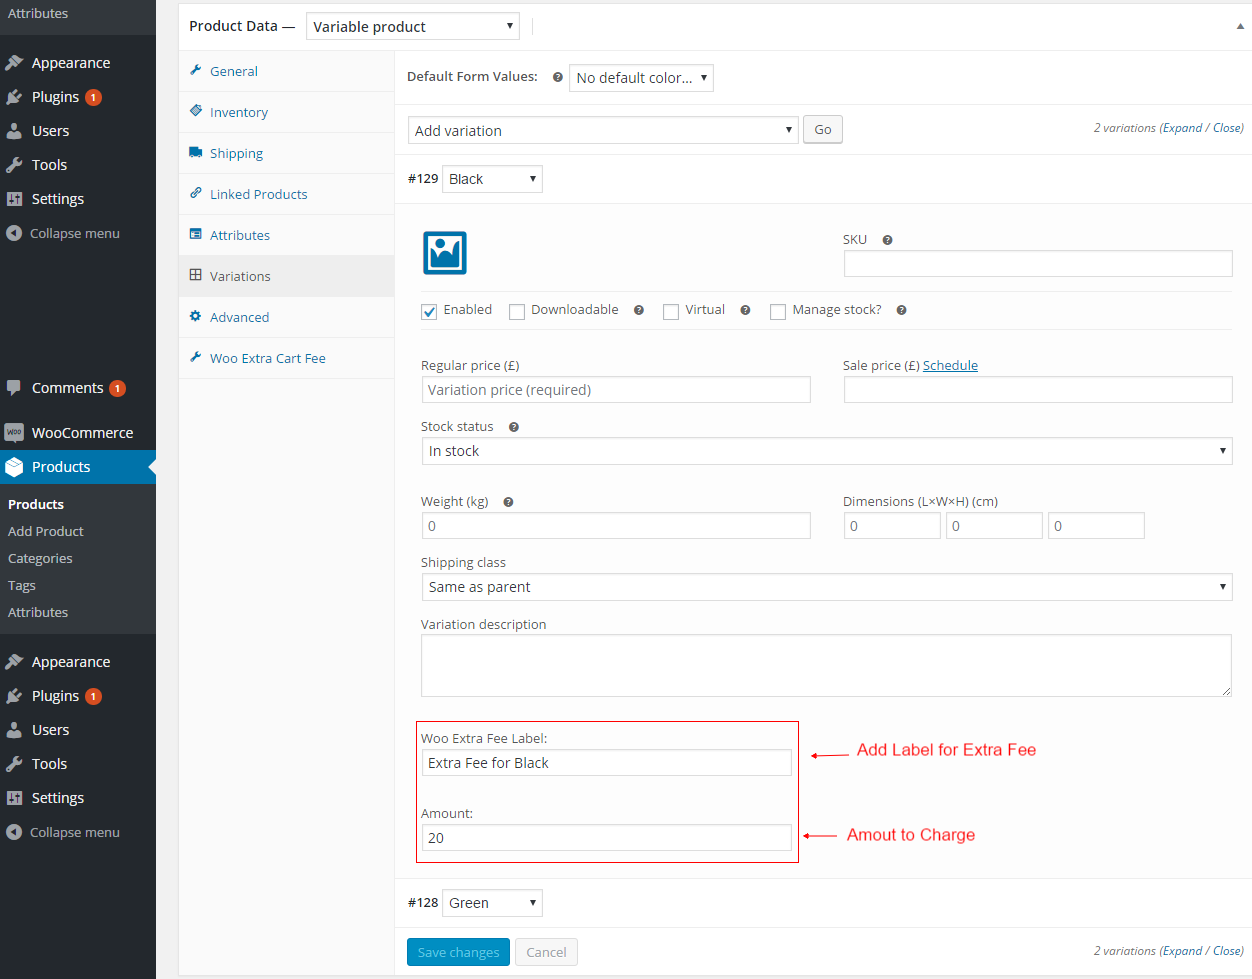 Attributes
Appearance
Plugins 1
Users
Tools
Settings
Collapse menu
Comments 1
WOO WooCommerce
Products
Products
Add Product
Categories
Tags
Attributes
Appearance
Plugins 1
Users
Tools
Settings
Collapse menu
Product Data — Variable product
General
Inventory
Shipping
Linked Products
Attributes
Variations
Advanced
Woo Extra Cart Fee
Default Form Values: ? No default color...
Add variation Go 2 variations (Expand / Close)
#129 Black
SKU ?
Enabled Downloadable ? Virtual ? Manage stock? ?
Regular price (£) Sale price (£) Schedule
Variation price (required)
Stock status ?
In stock
Weight (kg) ? Dimensions (L×W×H) (cm)
0 0 0 0
Shipping class
Same as parent
Variation description
Woo Extra Fee Label:
Extra Fee for Black
Add Label for Extra Fee
Amount:
20
Amout to Charge
#128 Green
Save changes Cancel 2 variations (Expand / Close)